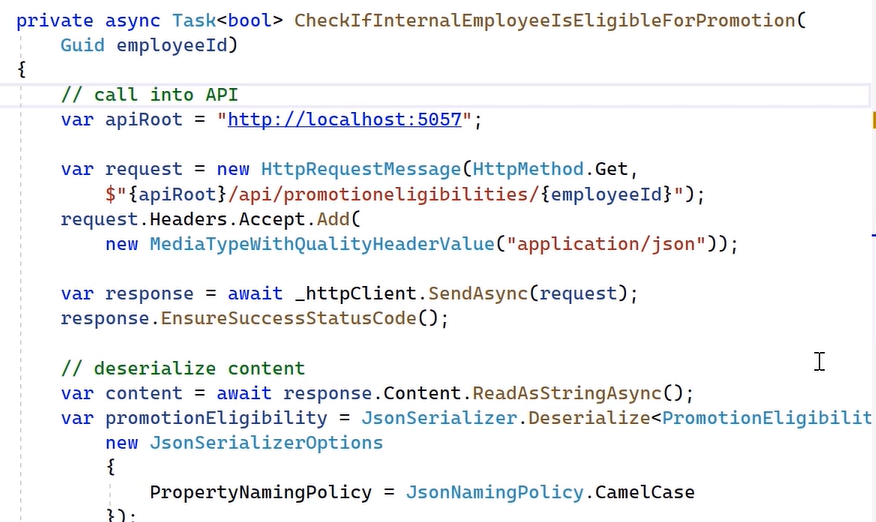 private async Task<bool> CheckIfInternalEmployeeIsEligibleForPromotion(
    Guid employeeId)
{
    // call into API
    var apiRoot = "http://localhost:5057";
    var request = new HttpRequestMessage(HttpMethod.Get,
        $"{apiRoot}/api/promotioneligibilities/{employeeId}");
    request.Headers.Accept.Add(
        new MediaTypeWithQualityHeaderValue("application/json"));
    var response = await _httpClient.SendAsync(request);
    response.EnsureSuccessStatusCode();
    // deserialize content
    var content = await response.Content.ReadAsStringAsync();
    var promotionEligibility = JsonSerializer.Deserialize<PromotionEligibilit
        new JsonSerializerOptions
        {
            PropertyNamingPolicy = JsonNamingPolicy.CamelCase
        });